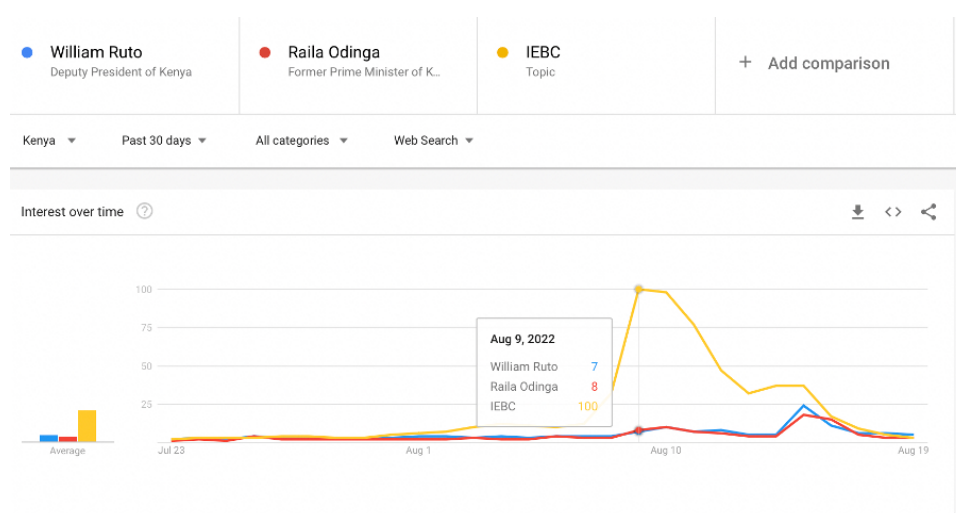 William Ruto
Deputy President of Kenya
Raila Odinga
Former Prime Minister of K...
IEBC
Topic
+ Add comparison
Kenya
Past 30 days
All categories
Web Search
Interest over time ?
100
75
50
25
Aug 9, 2022
William Ruto 7
Raila Odinga 8
IEBC 100
Average
Jul 23
Aug 1
Aug 10
Aug 19